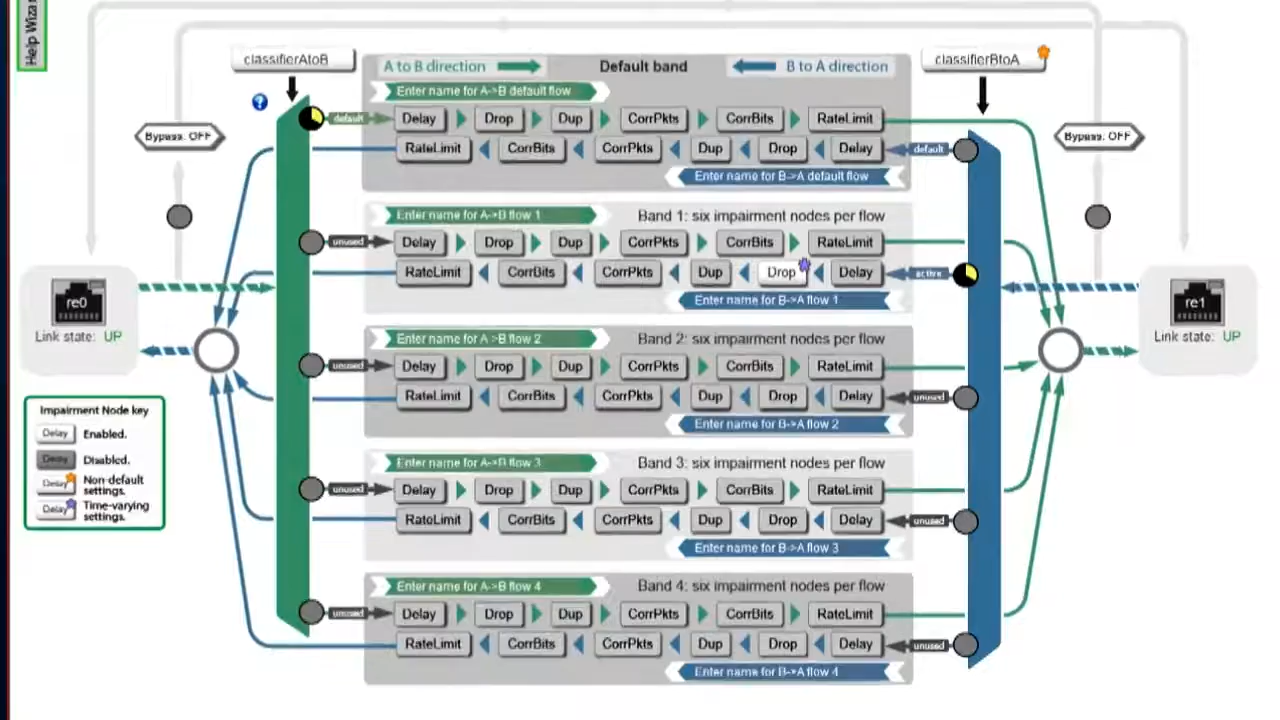 Help Wizar
classifierAtoB
classifierBtoA
A to B direction
Default band
B to A direction
Enter name for A->B default flow
default
Delay
Drop
Dup
CorrPkts
CorrBits
RateLimit
Bypass: OFF
Bypass: OFF
RateLimit
CorrBits
CorrPkts
Dup
Drop
Delay
default
Enter name for B->A default flow
Enter name for A->B flow 1
Band 1: six impairment nodes per flow
unused
Delay
Drop
Dup
CorrPkts
CorrBits
RateLimit
RateLimit
CorrBits
CorrPkts
Dup
Drop
Delay
active
Enter name for B->A flow 1
re0
Link state: UP
re1
Link state: UP
Enter name for A->B flow 2
Band 2: six impairment nodes per flow
unused
Delay
Drop
Dup
CorrPkts
CorrBits
RateLimit
RateLimit
CorrBits
CorrPkts
Dup
Drop
Delay
unused
Enter name for B->A flow 2
Impairment Node key
Delay
Enabled.
Delay
Disabled.
Delay
Non-default
settings.
Delay
Time-varying
settings.
Enter name for A->B flow 3
Band 3: six impairment nodes per flow
unused
Delay
Drop
Dup
CorrPkts
CorrBits
RateLimit
RateLimit
CorrBits
CorrPkts
Dup
Drop
Delay
unused
Enter name for B->A flow 3
Enter name for A->B flow 4
Band 4: six impairment nodes per flow
unused
Delay
Drop
Dup
CorrPkts
CorrBits
RateLimit
RateLimit
CorrBits
CorrPkts
Dup
Drop
Delay
unused
Enter name for B->A flow 4